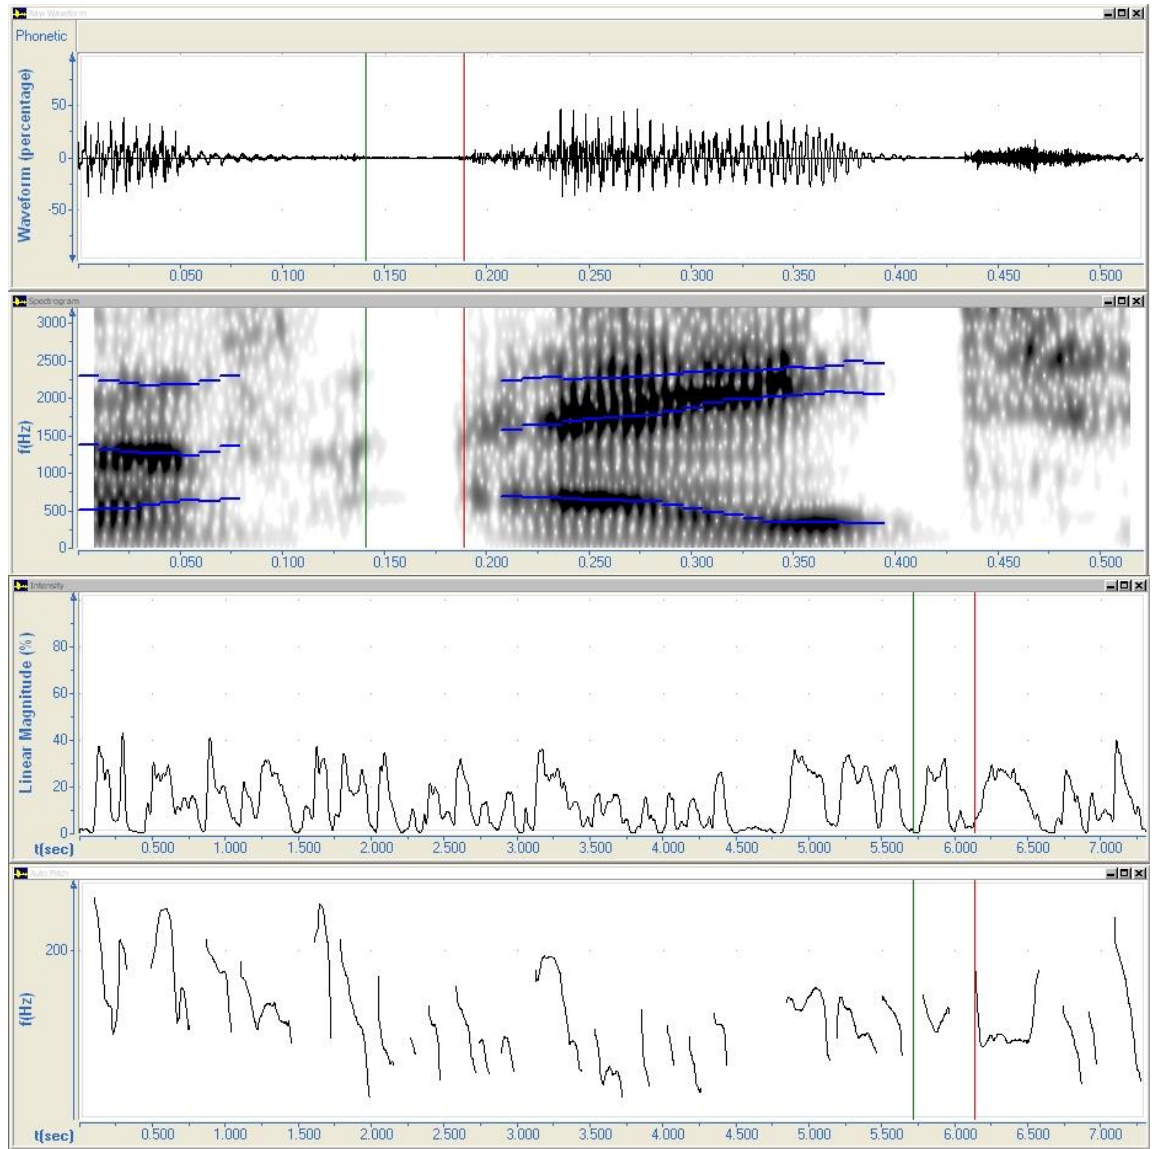 Raw Waveform
Phonetic
Waveform (percentage)
50
0
-50
0.050 0.100 0.150 0.200 0.250 0.300 0.350 0.400 0.450 0.500
Spectrogram
f(Hz)
3000
2500
2000
1500
1000
500
0
0.050 0.100 0.150 0.200 0.250 0.300 0.350 0.400 0.450 0.500
Intensity
Linear Magnitude (%)
80
60
40
20
0
t(sec) 0.500 1.000 1.500 2.000 2.500 3.000 3.500 4.000 4.500 5.000 5.500 6.000 6.500 7.000
Auto Pitch
f(Hz)
200
t(sec) 0.500 1.000 1.500 2.000 2.500 3.000 3.500 4.000 4.500 5.000 5.500 6.000 6.500 7.000